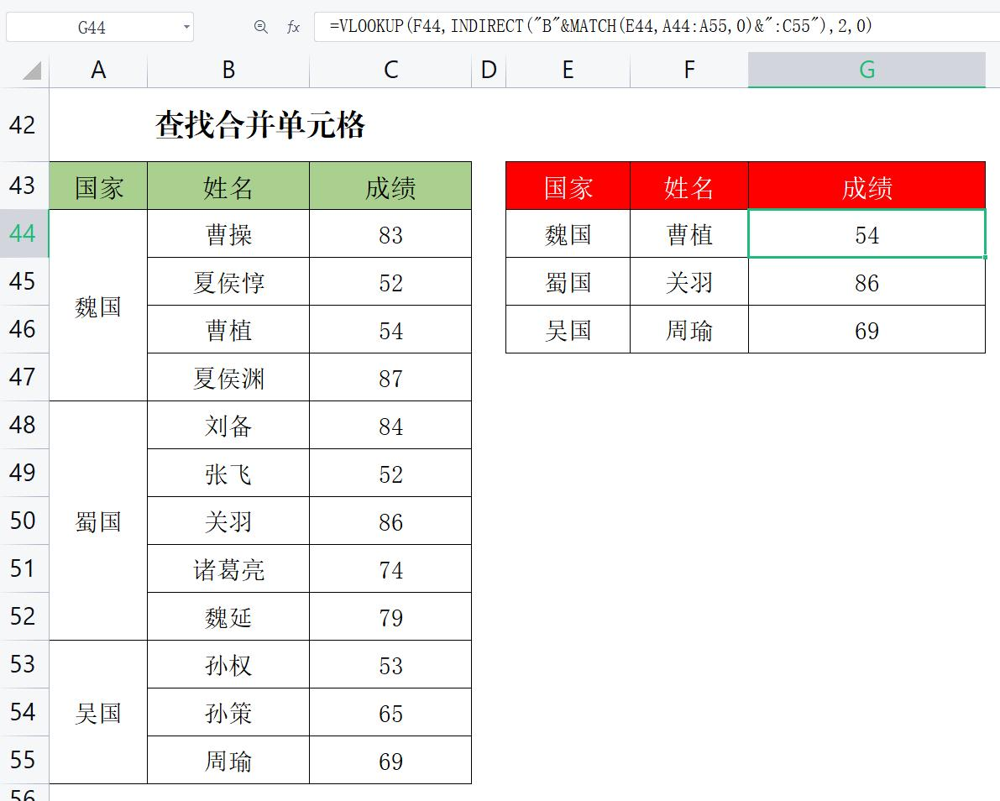 G44 fx =VLOOKUP(F44,INDIRECT("B"&MATCH(E44,A44:A55,0)&":C55"),2,0)
A B C D E F G
42 查找合并单元格
43 国家 姓名 成绩 国家 姓名 成绩
44 曹操 83 魏国 曹植 54
45 夏侯惇 52 蜀国 关羽 86
魏国
46 曹植 54 吴国 周瑜 69
47 夏侯渊 87
48 刘备 84
49 张飞 52
50 蜀国 关羽 86
51 诸葛亮 74
52 魏延 79
53 孙权 53
54 吴国 孙策 65
55 周瑜 69
56